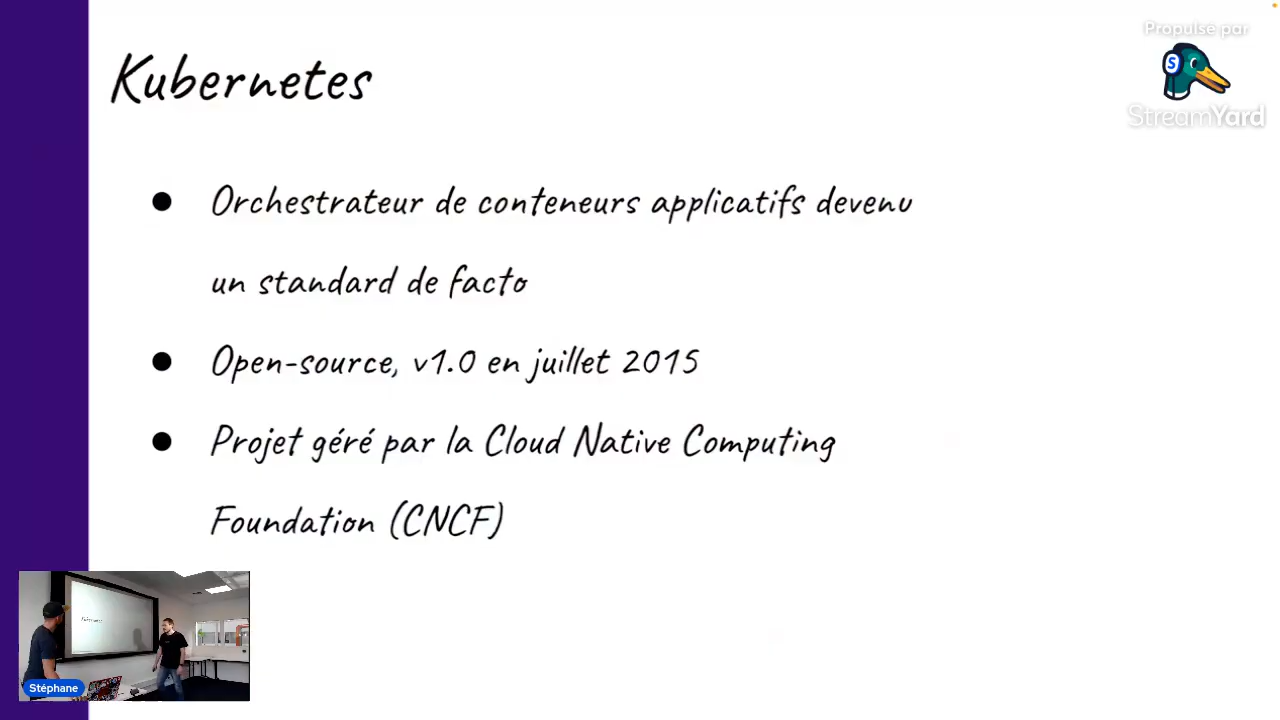 Propulsé par
StreamYard
Kubernetes
Orchestrateur de conteneurs applicatifs devenu
un standard de facto
Open-source, v1.0 en juillet 2015
Projet géré par la Cloud Native Computing
Foundation (CNCF)
Kubernetes
Stéphane